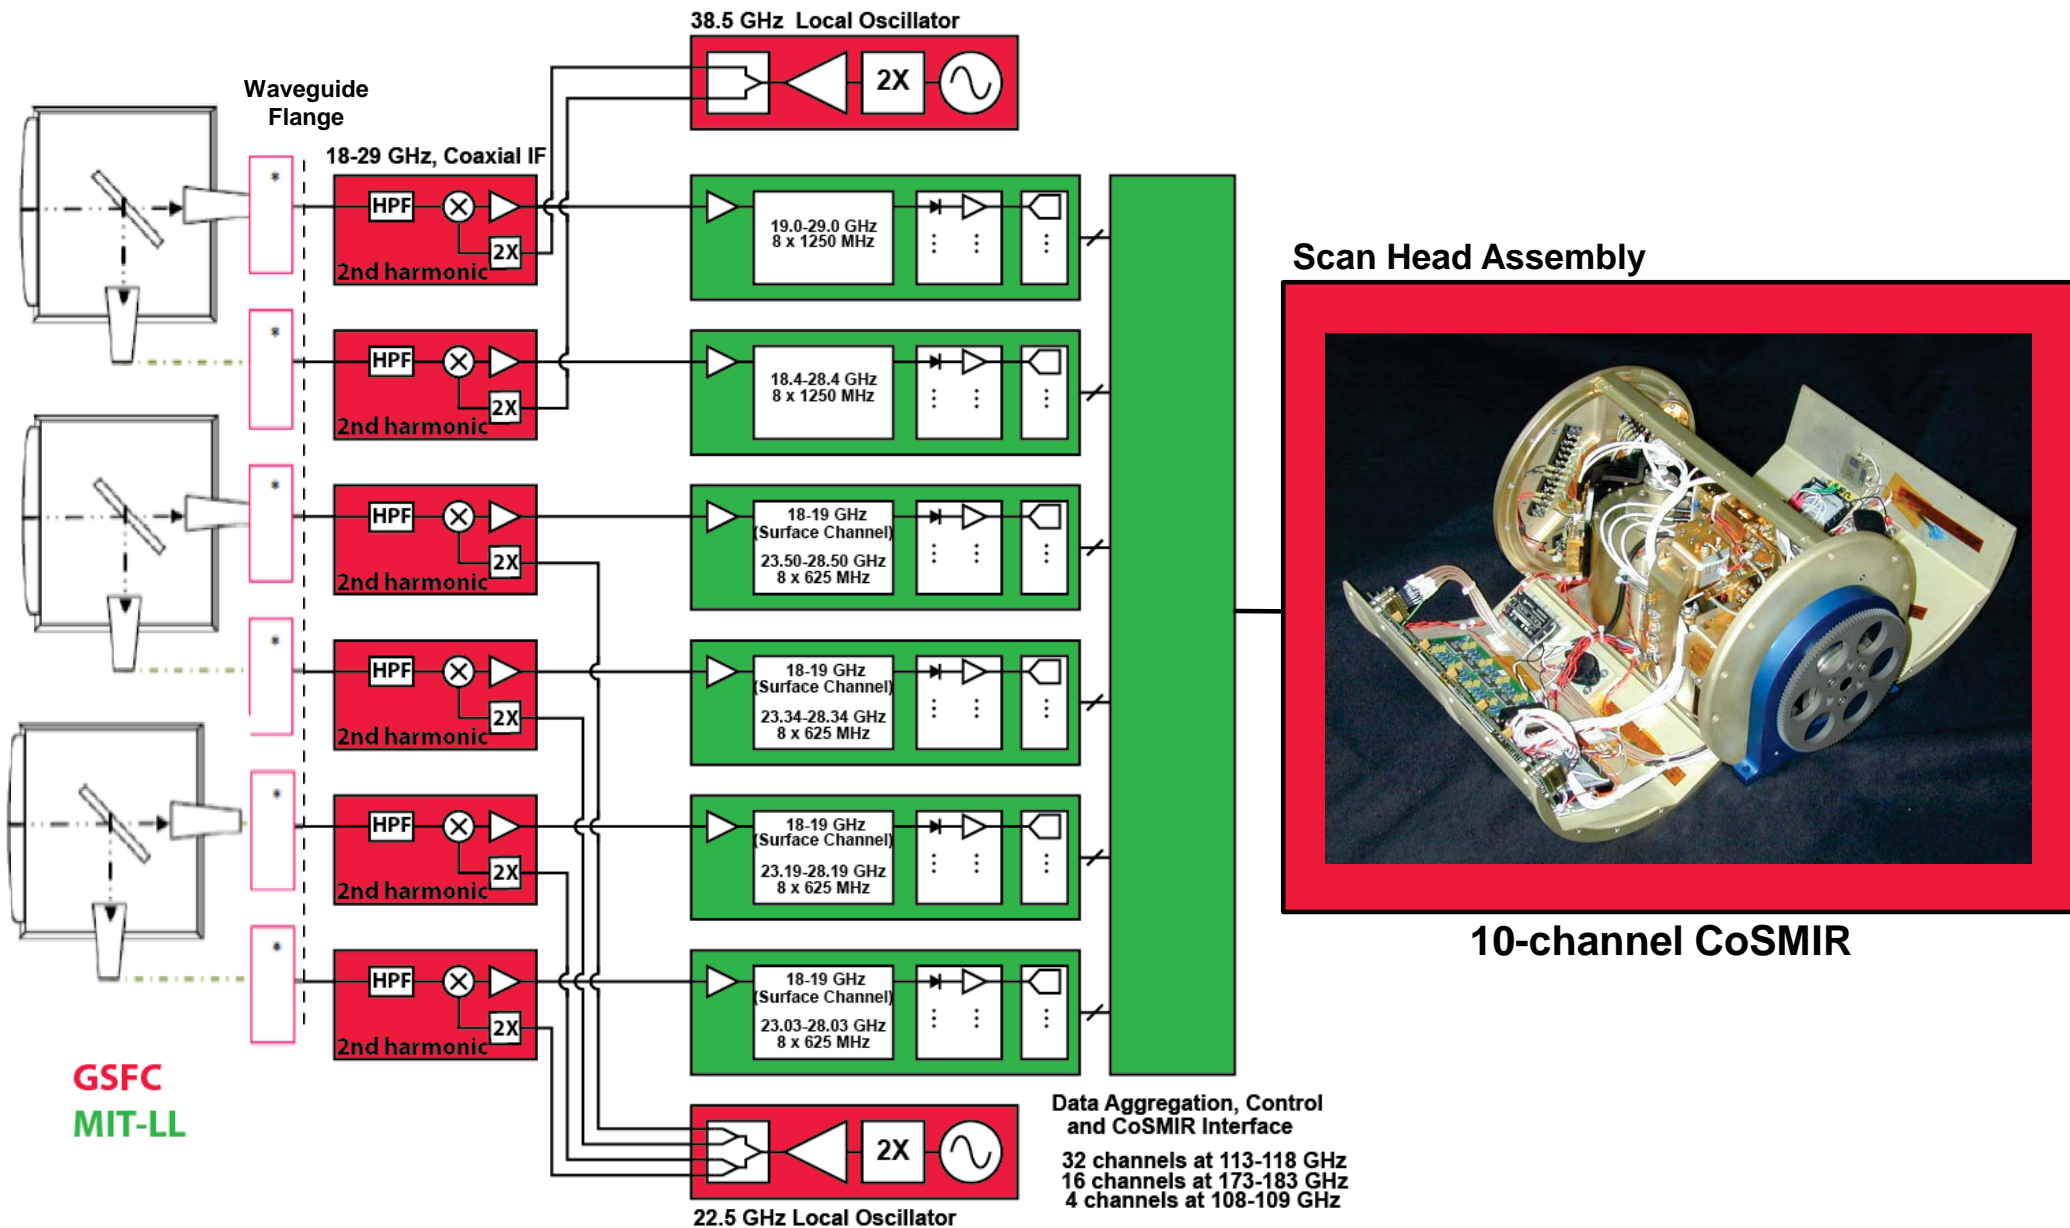 38.5 GHz  Local Oscillator
2X
Waveguide
Flange
18-29 GHz, Coaxial IF
*
HPF
2X
2nd harmonic
19.0-29.0 GHz
8 x 1250 MHz
*
HPF
2X
2nd harmonic
18.4-28.4 GHz
8 x 1250 MHz
*
HPF
2X
2nd harmonic
18-19 GHz
(Surface Channel)
23.50-28.50 GHz
8 x 625 MHz
*
HPF
2X
2nd harmonic
18-19 GHz
(Surface Channel)
23.34-28.34 GHz
8 x 625 MHz
*
HPF
2X
2nd harmonic
18-19 GHz
(Surface Channel)
23.19-28.19 GHz
8 x 625 MHz
*
HPF
2X
2nd harmonic
18-19 GHz
(Surface Channel)
23.03-28.03 GHz
8 x 625 MHz
Scan Head Assembly
10-channel CoSMIR
GSFC
MIT-LL
2X
22.5 GHz Local Oscillator
Data Aggregation, Control
and CoSMIR Interface
32 channels at 113-118 GHz
16 channels at 173-183 GHz
4 channels at 108-109 GHz